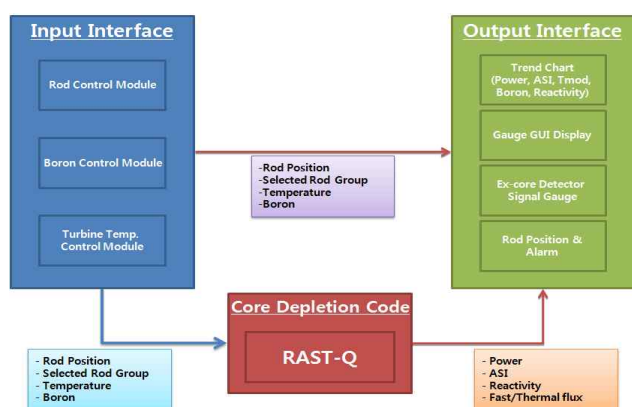 Input Interface
Rod Control Module
Boron Control Module
Turbine Temp.
Control Module
-Rod Position
-Selected Rod Group
-Temperature
-Boron
Output Interface
Trend Chart
(Power, ASI, Tmod,
Boron, Reactivity)
Gauge GUI Display
Ex-core Detector
Signal Gauge
Rod Position &
Alarm
Core Depletion Code
RAST-Q
- Rod Position
- Selected Rod Group
- Temperature
- Boron
- Power
- ASI
- Reactivity
- Fast/Thermal flux